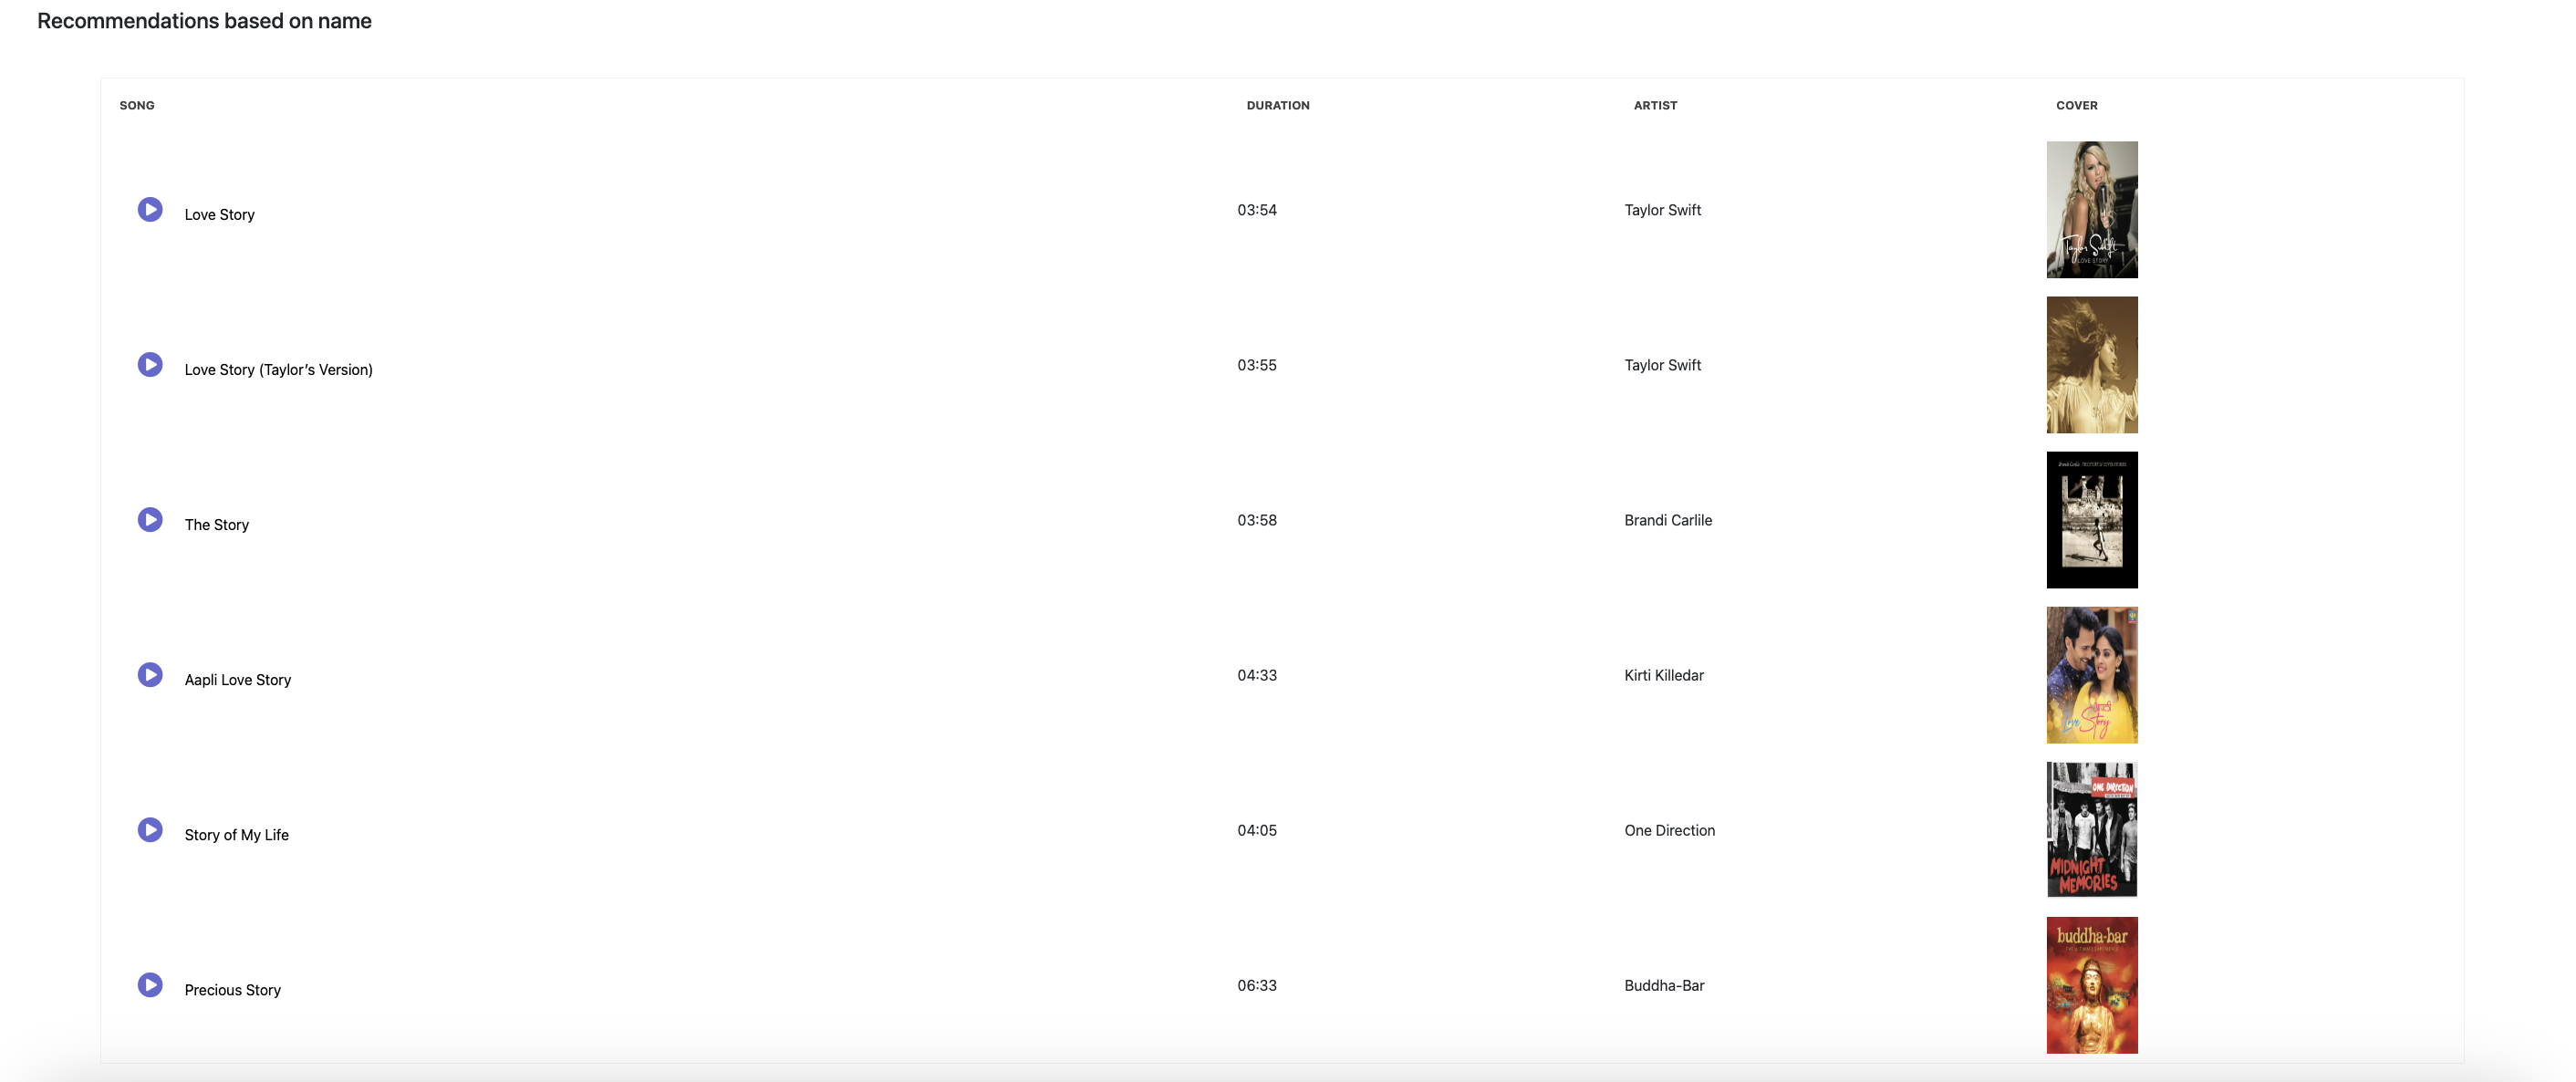 Recommendations based on name
SONG DURATION ARTIST COVER
Love Story 03:54 Taylor Swift
Taylor Swift
LOVE STORY
Love Story (Taylor’s Version) 03:55 Taylor Swift
The Story 03:58 Brandi Carlile
Aapli Love Story 04:33 Kirti Killedar
आपली
Love Story
Story of My Life 04:05 One Direction
ONE DIRECTION
MIDNIGHT
MEMORIES
Precious Story 06:33 Buddha-Bar
buddha-bar